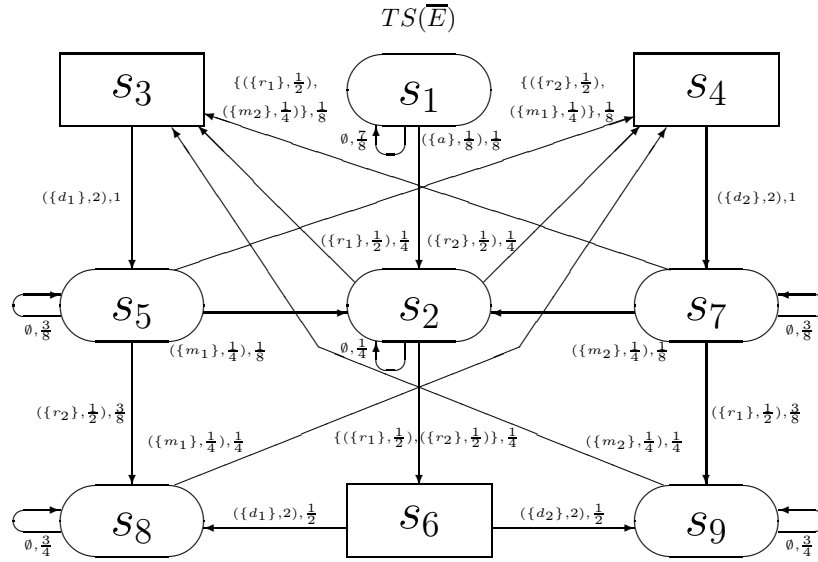 TS(\overline{E})
s₃
s₁
s₄
{({r₁},1/2),
({m₂},1/4)},1/8
{({r₂},1/2),
({m₁},1/4)},1/8
∅,7/8
({a},1/8),1/8
({d₁},2),1
({d₂},2),1
({r₁},1/2),1/4
({r₂},1/2),1/4
s₅
s₂
s₇
∅,3/8
({m₁},1/4),1/8
∅,1/4
({m₂},1/4),1/8
∅,3/8
({r₂},1/2),3/8
({r₁},1/2),3/8
({m₁},1/4),1/4
{({r₁},1/2),({r₂},1/2)},1/4
({m₂},1/4),1/4
s₈
s₆
s₉
({d₁},2),1/2
({d₂},2),1/2
∅,3/4
∅,3/4